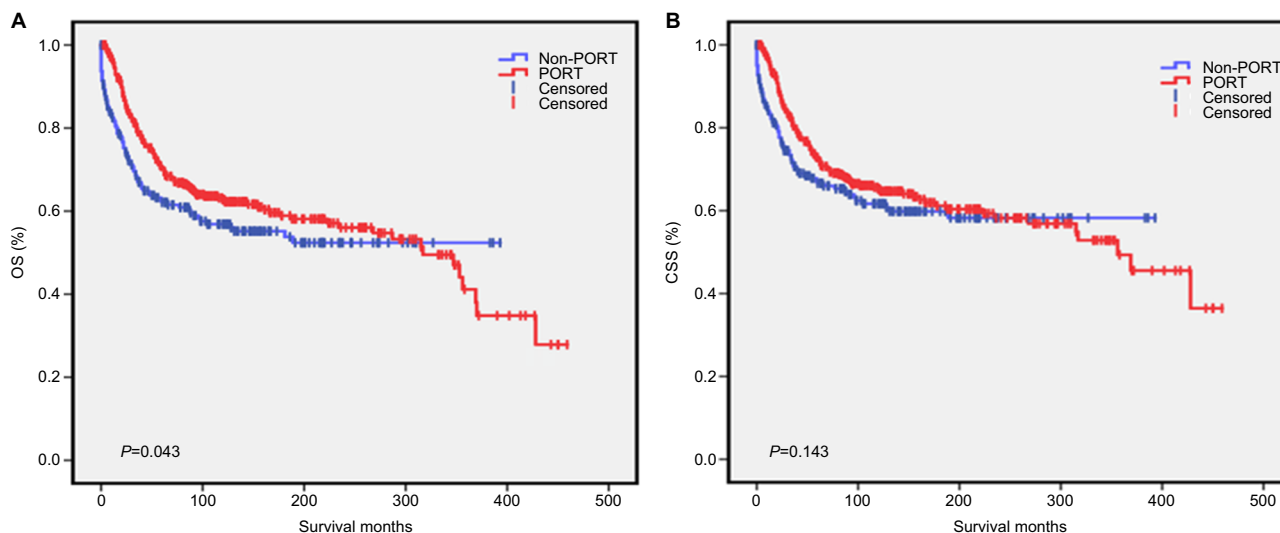 A
OS (%)
1.0
0.8
0.6
0.4
0.2
0.0
Non-PORT
PORT
Censored
Censored
P=0.043
0 100 200 300 400 500
Survival months
B
CSS (%)
1.0
0.8
0.6
0.4
0.2
0.0
Non-PORT
PORT
Censored
Censored
P=0.143
0 100 200 300 400 500
Survival months